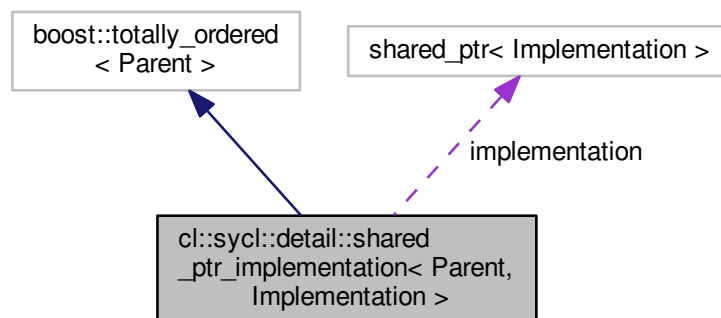 boost::totally_ordered
< Parent >
shared_ptr< Implementation >
implementation
cl::sycl::detail::shared
_ptr_implementation< Parent,
Implementation >